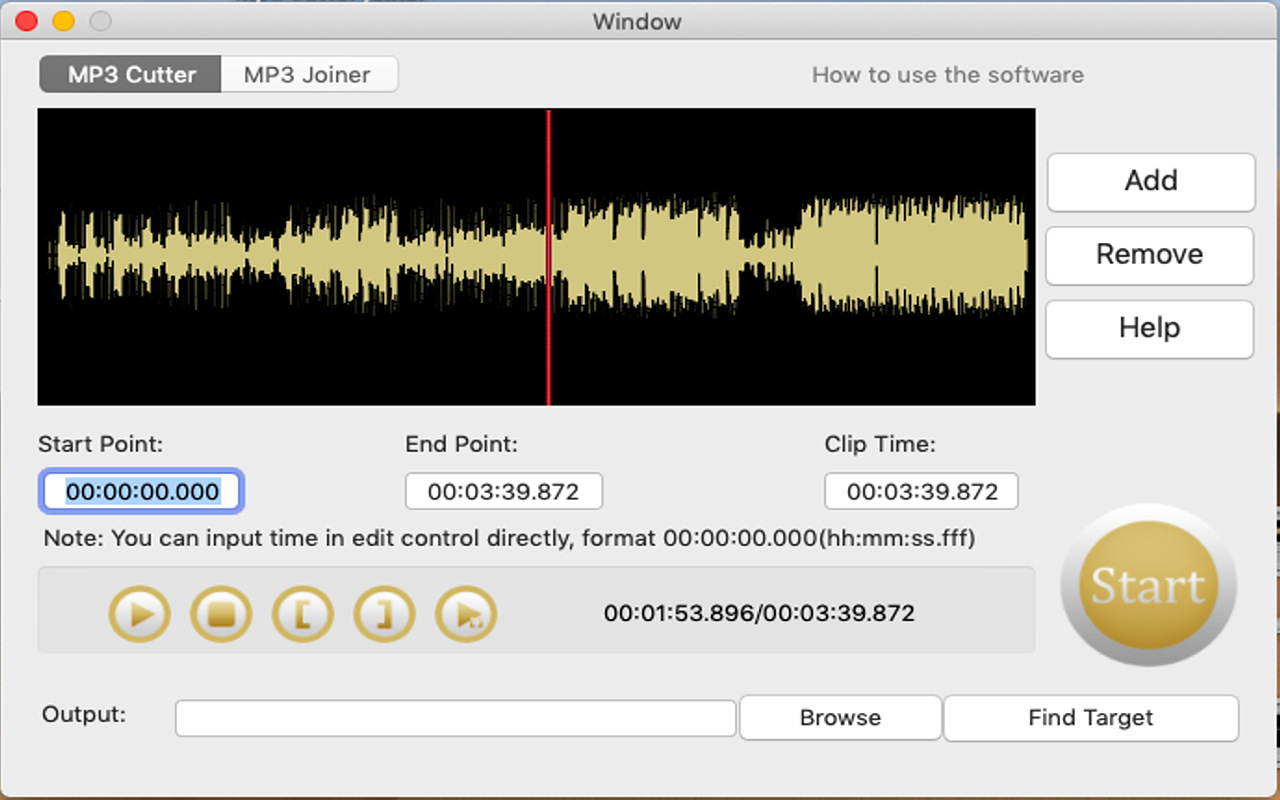 Window
MP3 Cutter MP3 Joiner How to use the software
Add
Remove
Help
Start Point: End Point: Clip Time:
00:00:00.000 00:03:39.872 00:03:39.872
Note: You can input time in edit control directly, format 00:00:00.000(hh:mm:ss.fff)
Start
00:01:53.896/00:03:39.872
Output: Browse Find Target